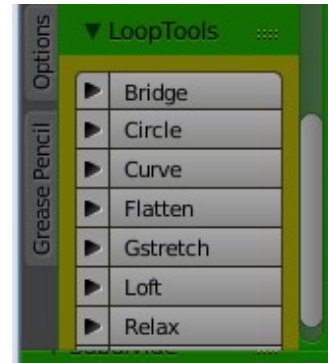 Options
Grease Pencil
LoopTools
Bridge
Circle
Curve
Flatten
Gstretch
Loft
Relax